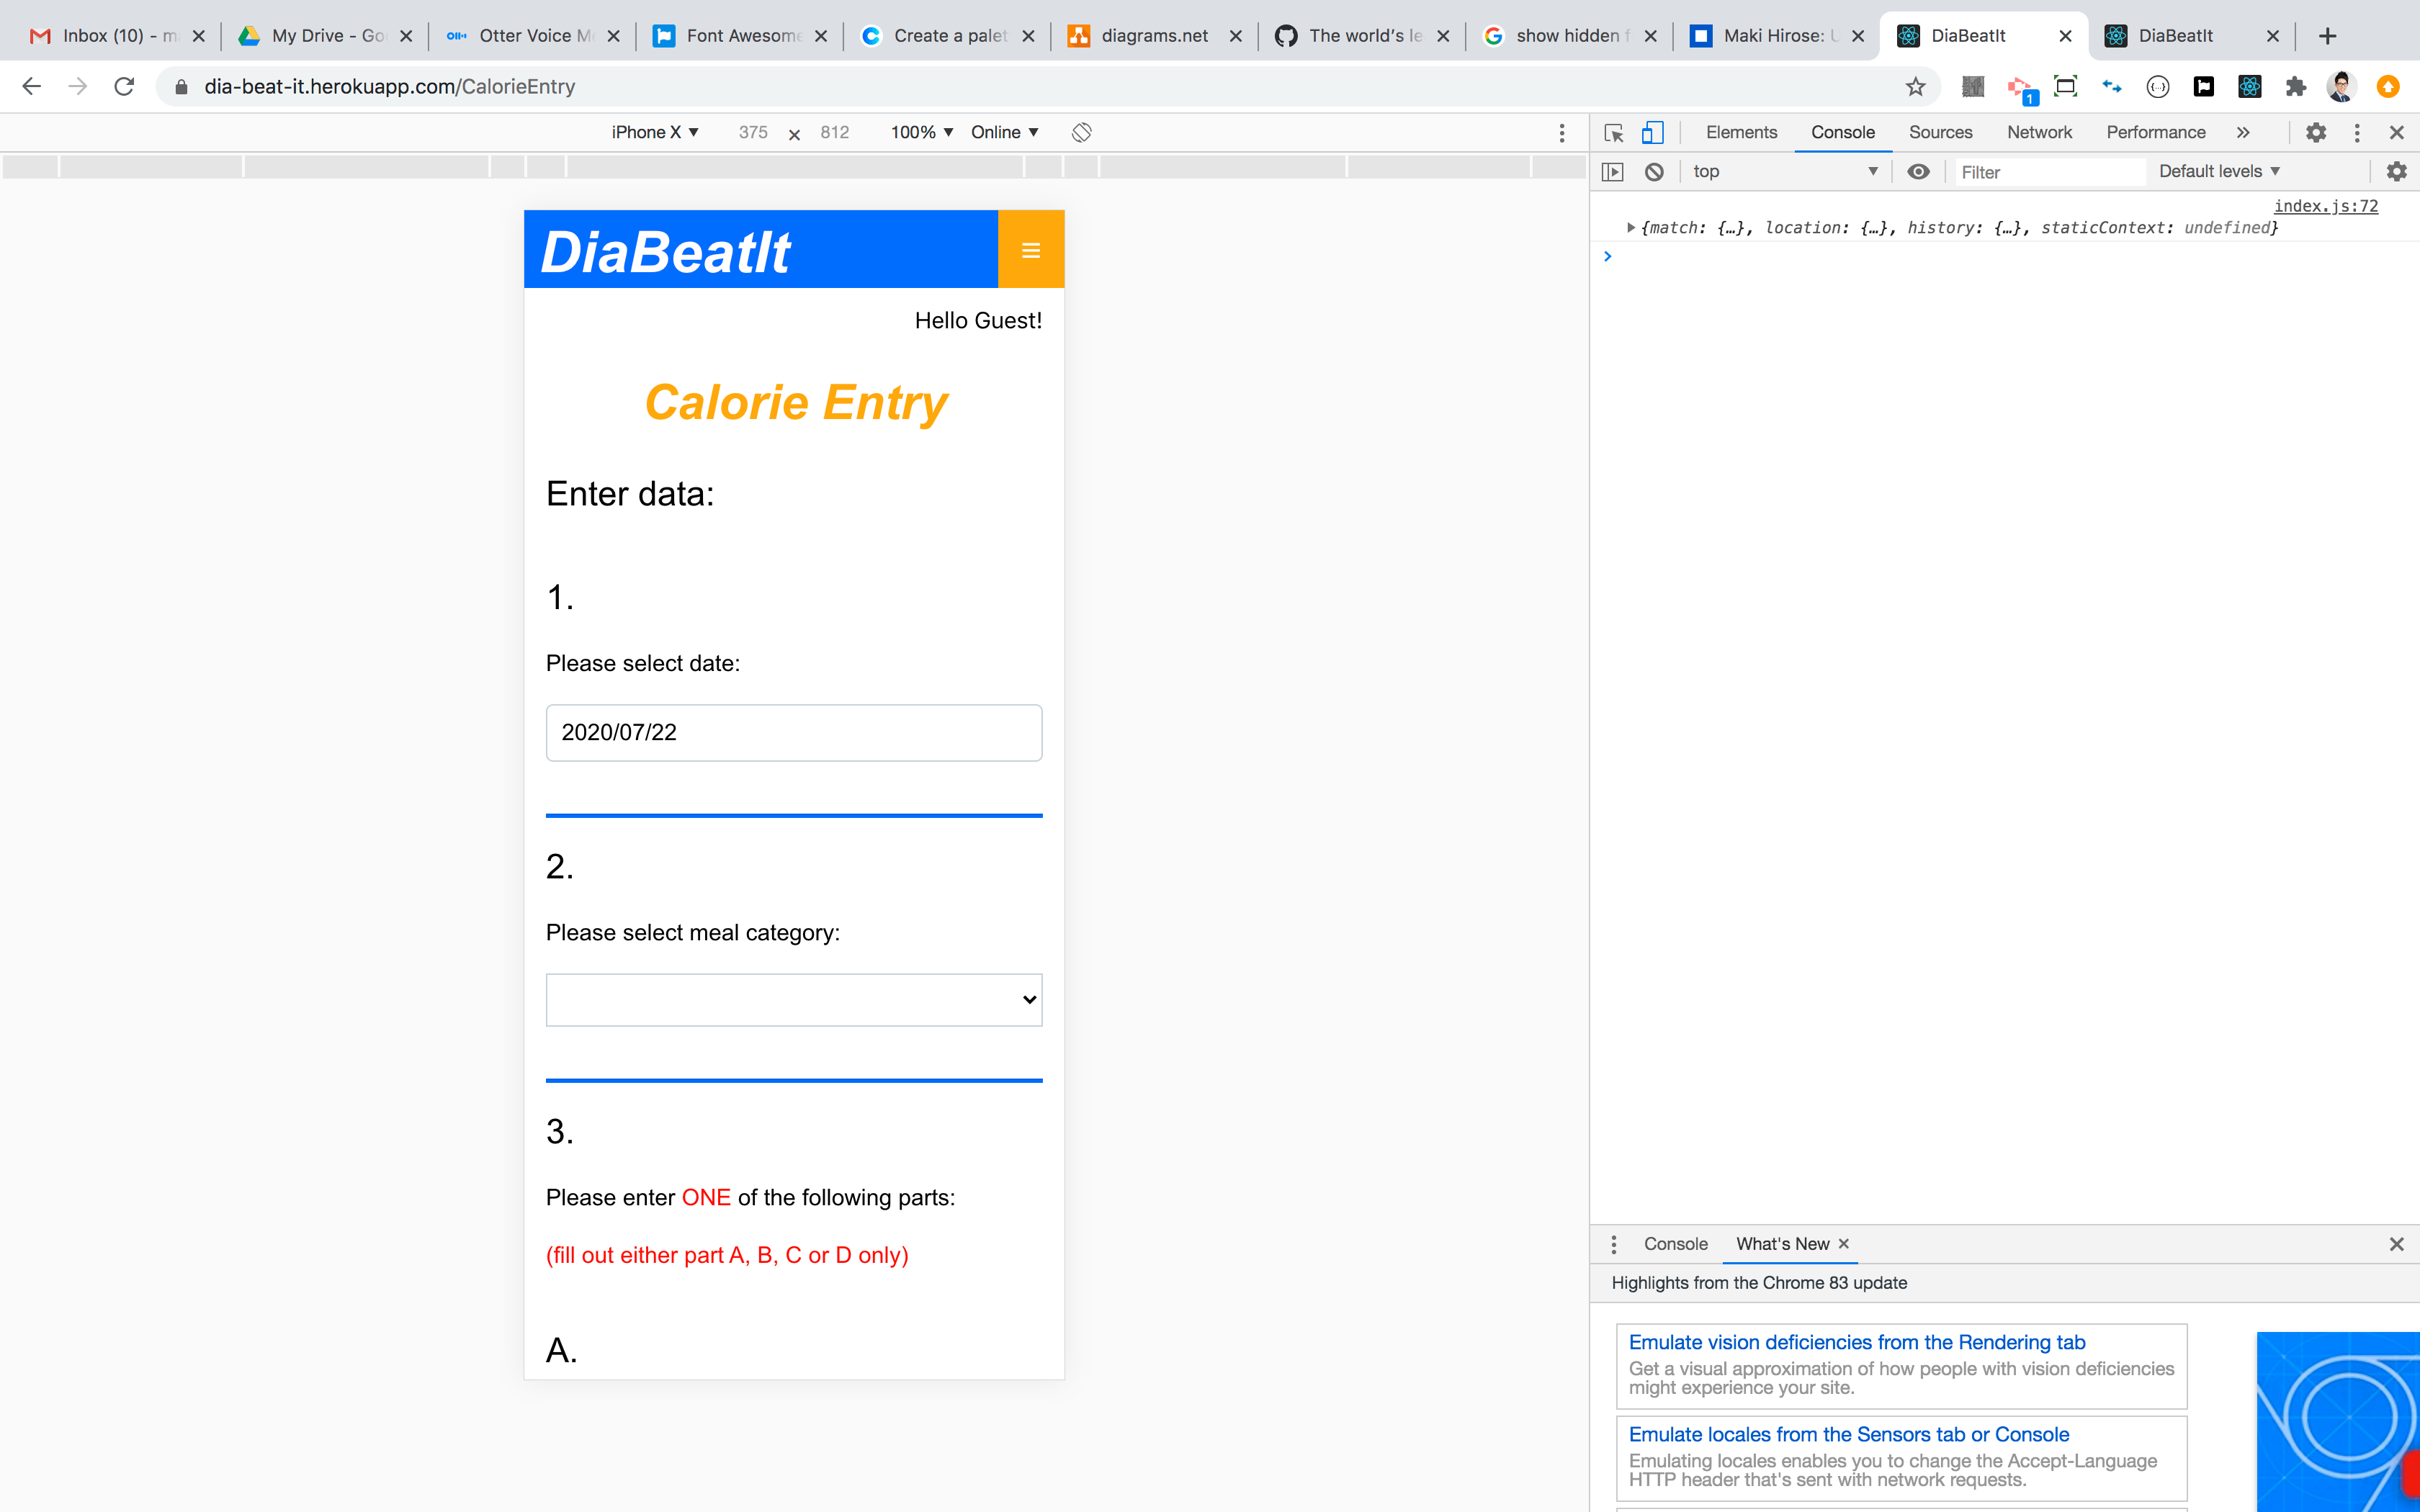 Inbox (10) - m
My Drive - Go
Otter Voice M
Font Awesome
Create a palet
diagrams.net
The world's le
show hidden f
Maki Hirose: U
DiaBeatIt
DiaBeatIt
dia-beat-it.herokuapp.com/CalorieEntry
1
iPhone X ▼ 375 × 812 100% ▼ Online ▼
Elements Console Sources Network Performance »
top ▼ Filter Default levels ▼
index.js:72
▶{match: {…}, location: {…}, history: {…}, staticContext: undefined}
DiaBeatIt
Hello Guest!
Calorie Entry
Enter data:
1.
Please select date:
2020/07/22
2.
Please select meal category:
3.
Please enter ONE of the following parts:
(fill out either part A, B, C or D only)
A.
Console What's New
Highlights from the Chrome 83 update
Emulate vision deficiencies from the Rendering tab
Get a visual approximation of how people with vision deficiencies
might experience your site.
Emulate locales from the Sensors tab or Console
Emulating locales enables you to change the Accept-Language
HTTP header that's sent with network requests.